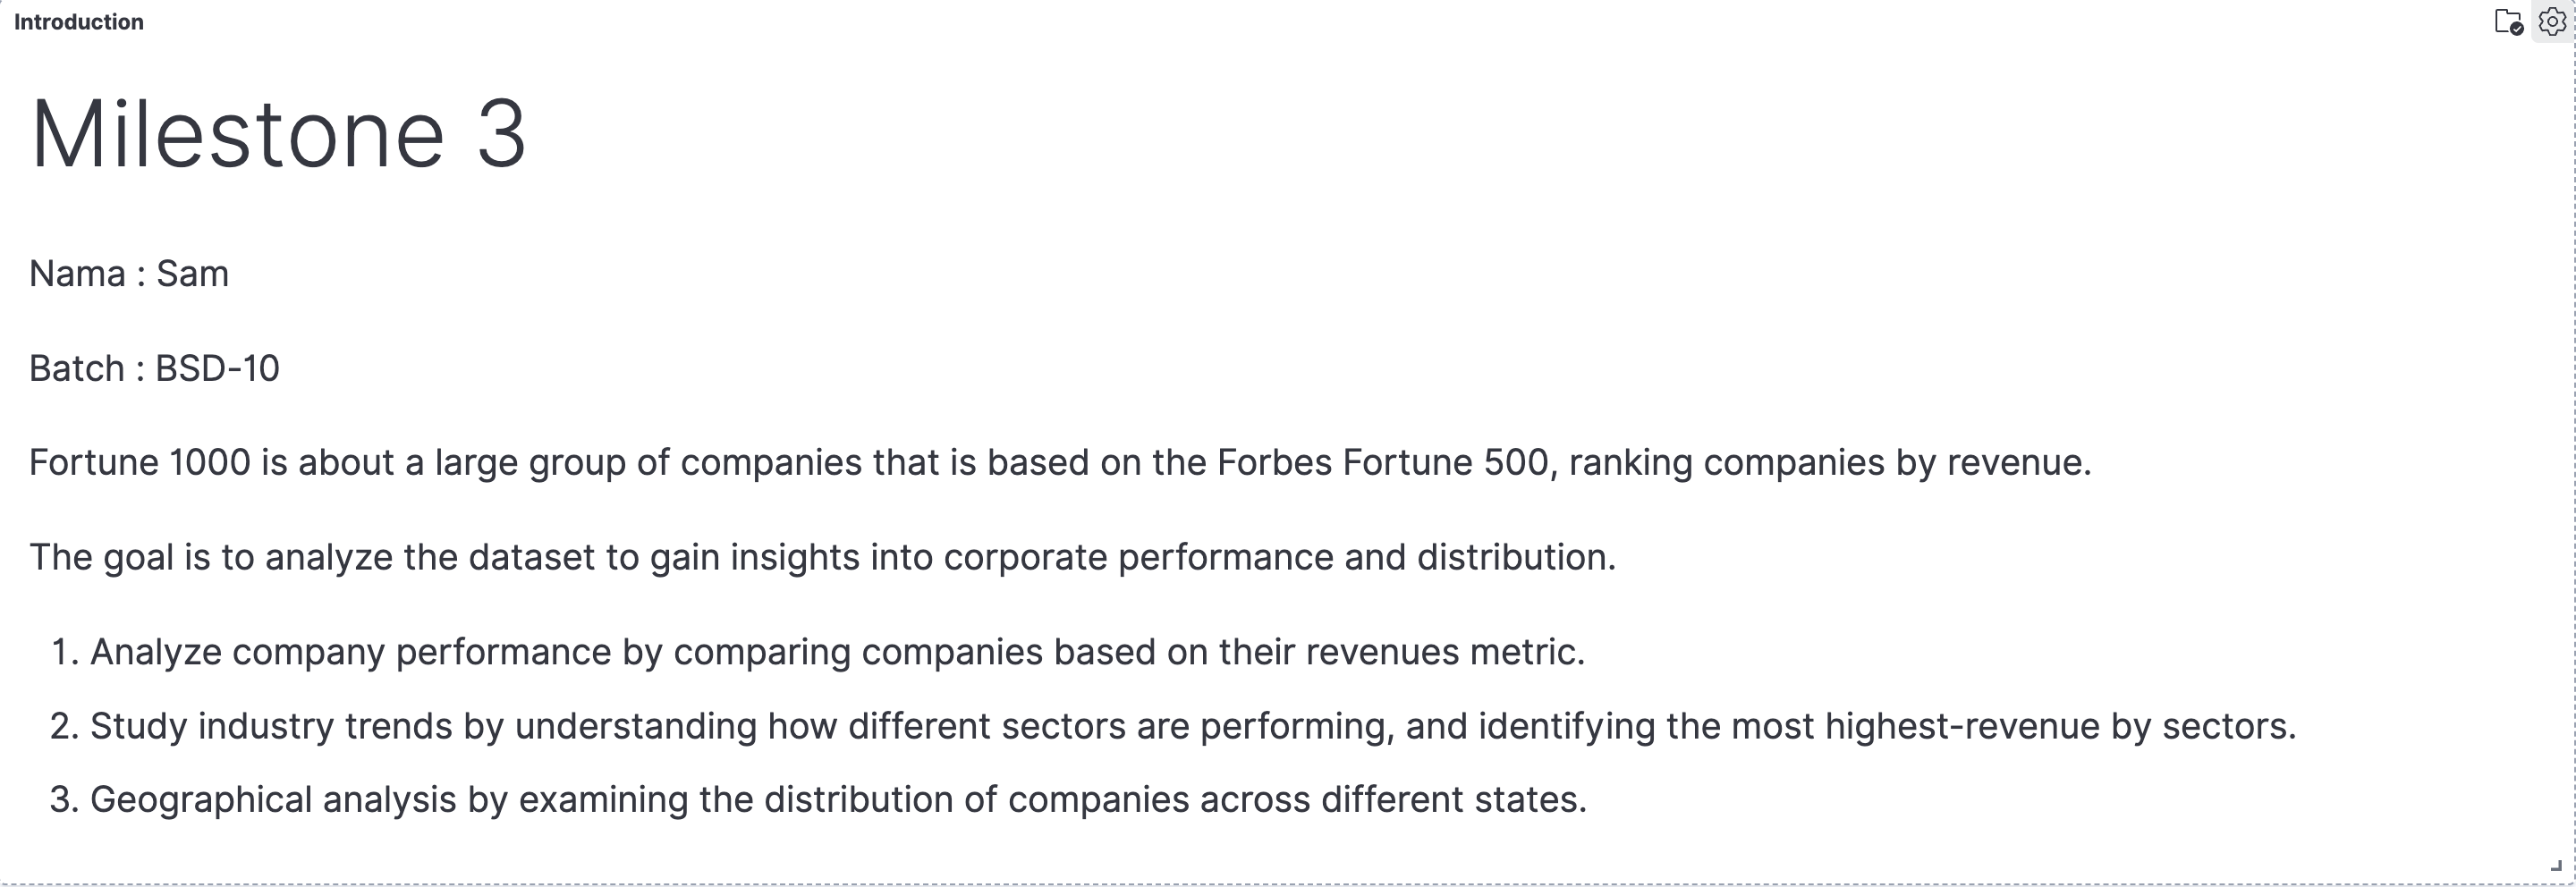 Introduction
Milestone 3
Nama : Sam
Batch : BSD-10
Fortune 1000 is about a large group of companies that is based on the Forbes Fortune 500, ranking companies by revenue.
The goal is to analyze the dataset to gain insights into corporate performance and distribution.
1. Analyze company performance by comparing companies based on their revenues metric.
2. Study industry trends by understanding how different sectors are performing, and identifying the most highest-revenue by sectors.
3. Geographical analysis by examining the distribution of companies across different states.